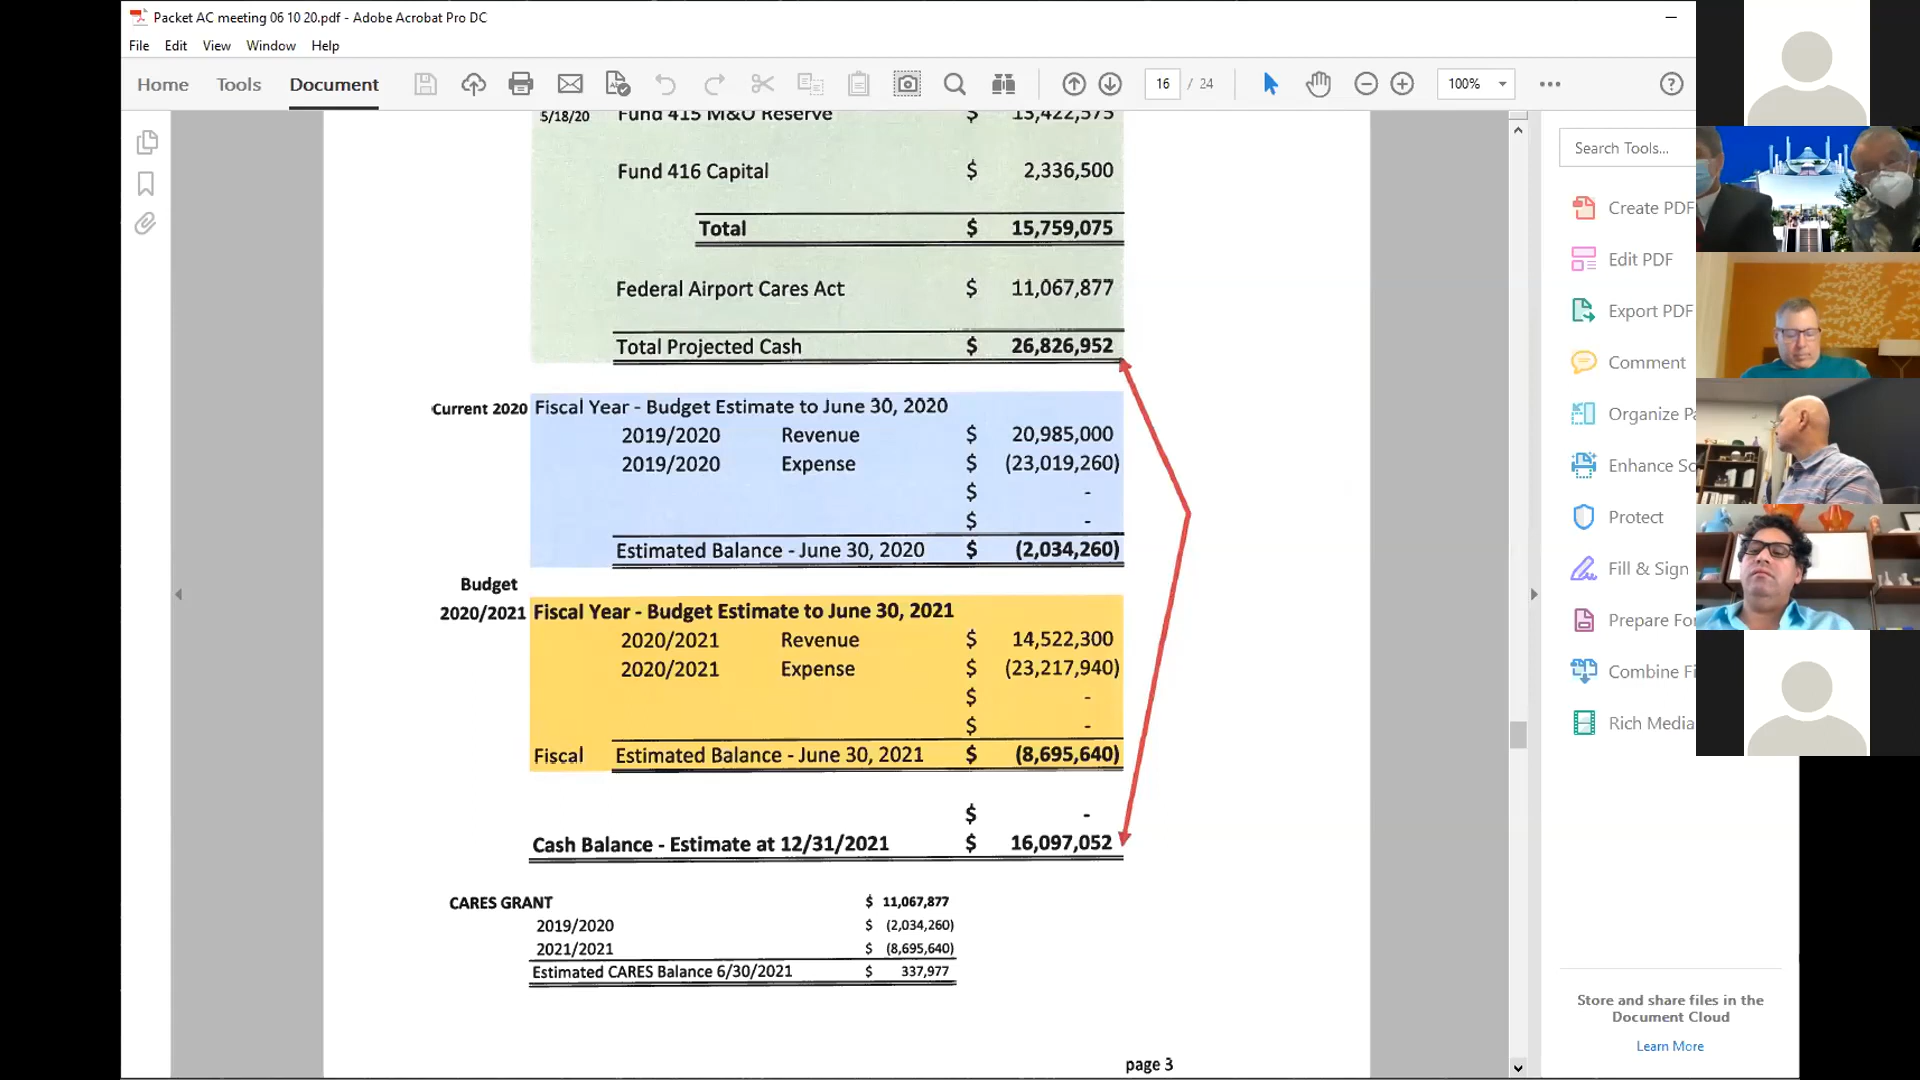 Packet AC meeting 06 10 20.pdf - Adobe Acrobat Pro DC
File Edit View Window Help
Home Tools Document 16 / 24 100%
5/18/20 Fund 415 M&O Reserve $ 13,422,575
Fund 416 Capital $ 2,336,500
Total $ 15,759,075
Federal Airport Cares Act $ 11,067,877
Total Projected Cash $ 26,826,952
Current 2020 Fiscal Year - Budget Estimate to June 30, 2020
2019/2020 Revenue $ 20,985,000
2019/2020 Expense $ (23,019,260)
$ -
$ -
Estimated Balance - June 30, 2020 $ (2,034,260)
Budget
2020/2021 Fiscal Year - Budget Estimate to June 30, 2021
2020/2021 Revenue $ 14,522,300
2020/2021 Expense $ (23,217,940)
$ -
$ -
Fiscal Estimated Balance - June 30, 2021 $ (8,695,640)
$ -
Cash Balance - Estimate at 12/31/2021 $ 16,097,052
CARES GRANT $ 11,067,877
2019/2020 $ (2,034,260)
2021/2021 $ (8,695,640)
Estimated CARES Balance 6/30/2021 $ 337,977
page 3
Search Tools...
Create PDF
Edit PDF
Export PDF
Comment
Organize Pa
Enhance Sc
Protect
Fill & Sign
Prepare For
Combine Fi
Rich Media
Store and share files in the
Document Cloud
Learn More